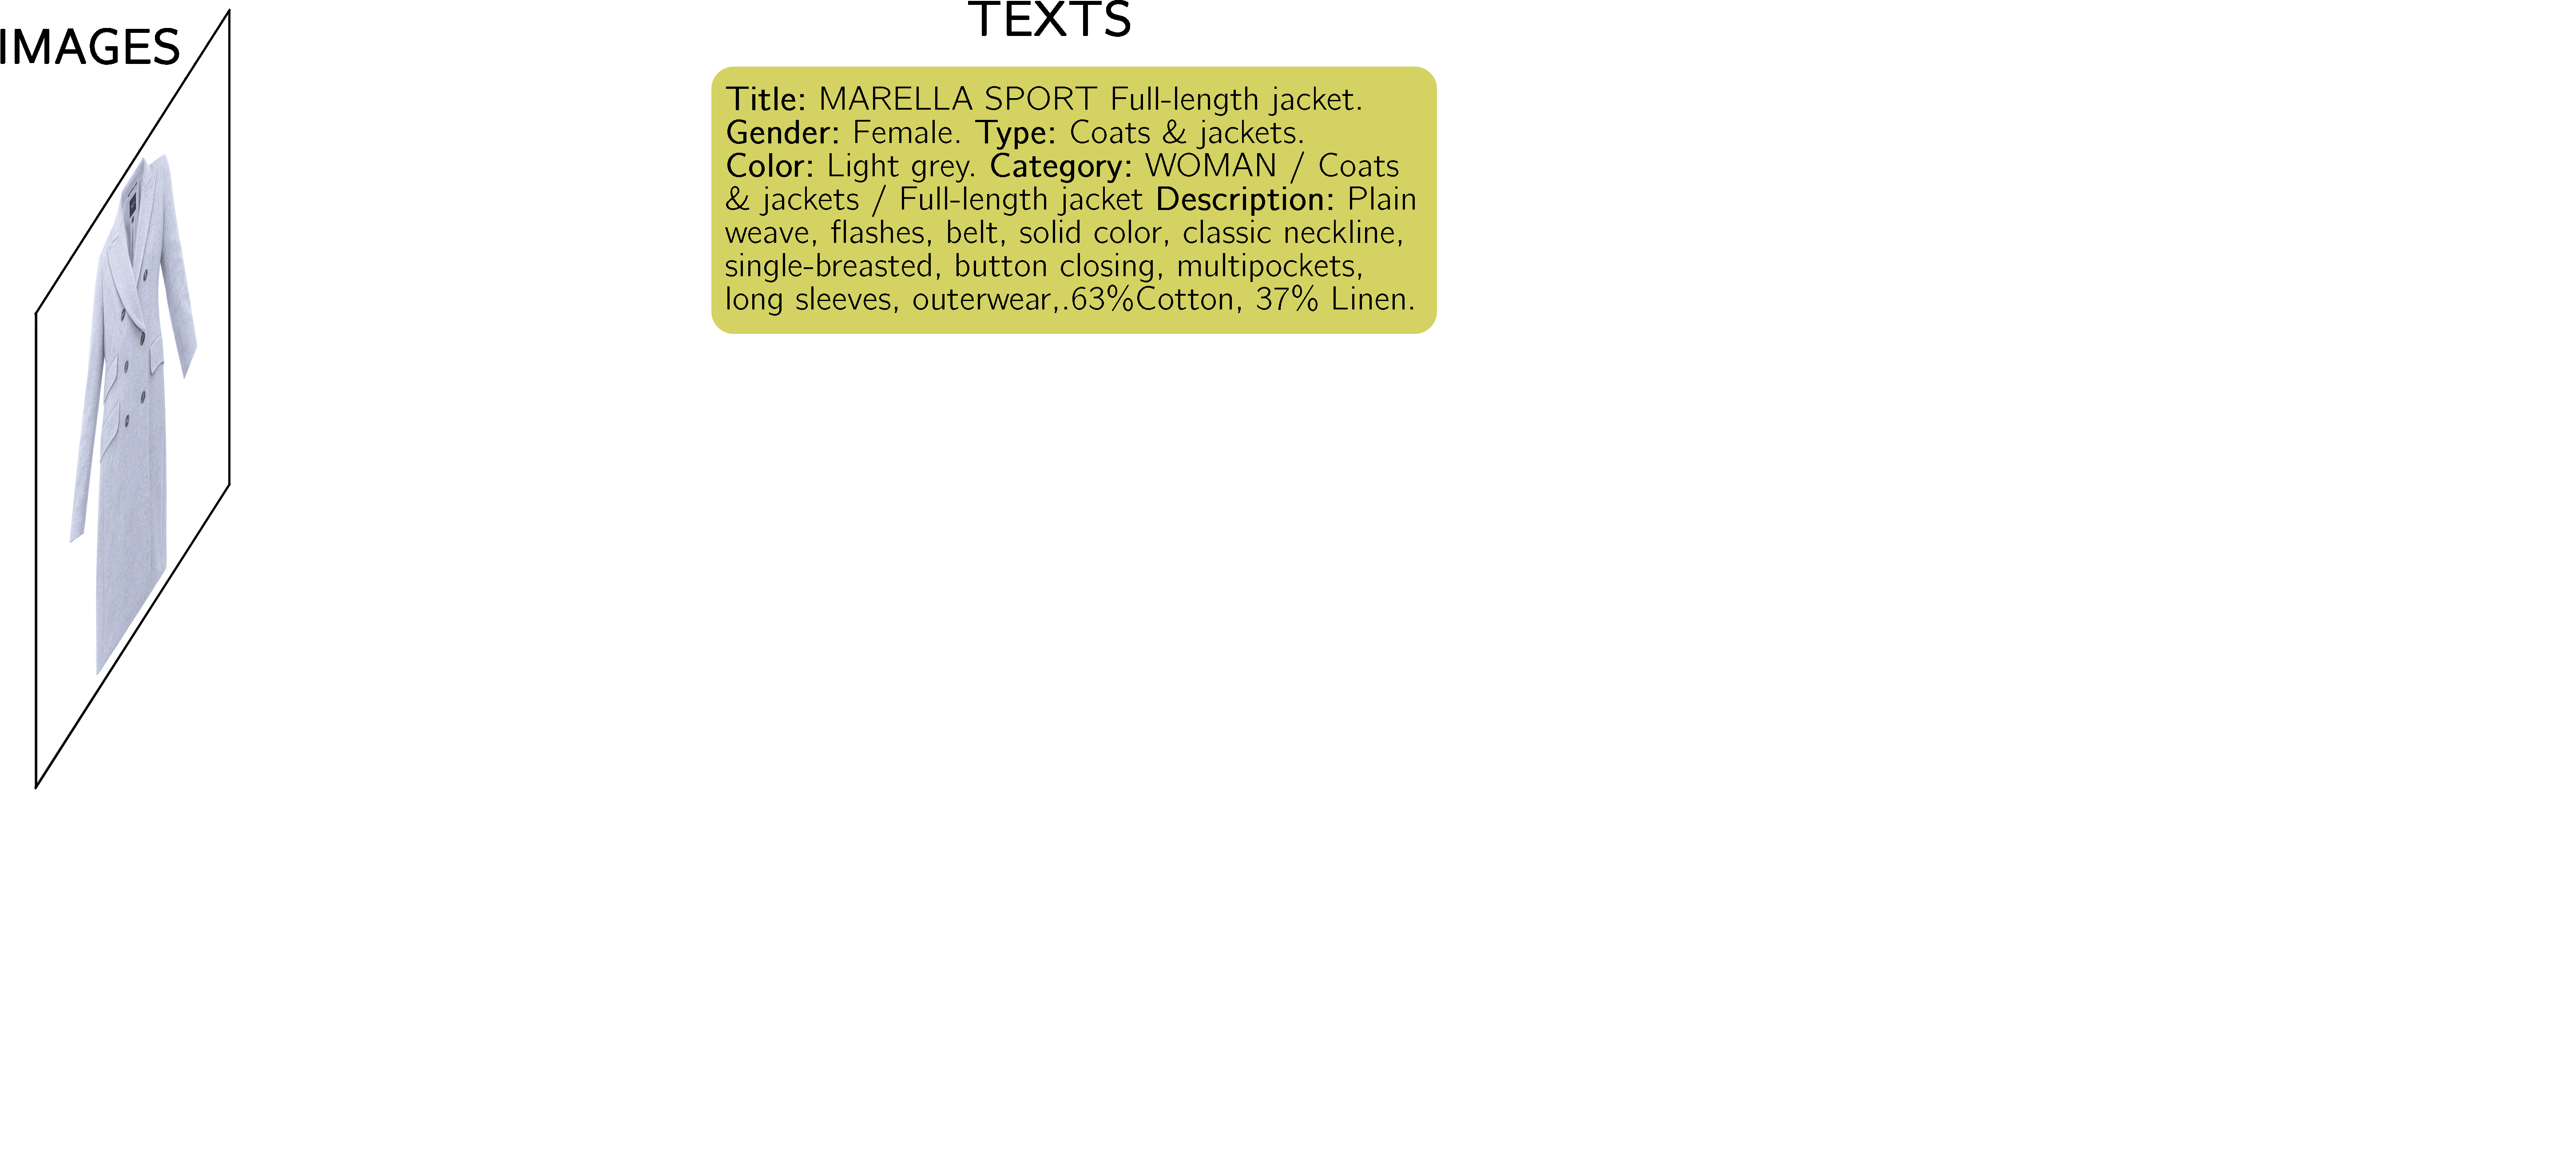 IMAGES
TEXTS
Title: MARELLA SPORT Full-length jacket.
Gender: Female. Type: Coats & jackets.
Color: Light grey. Category: WOMAN / Coats
& jackets / Full-length jacket Description: Plain
weave, flashes, belt, solid color, classic neckline,
single-breasted, button closing, multipockets,
long sleeves, outerwear,.63%Cotton, 37% Linen.